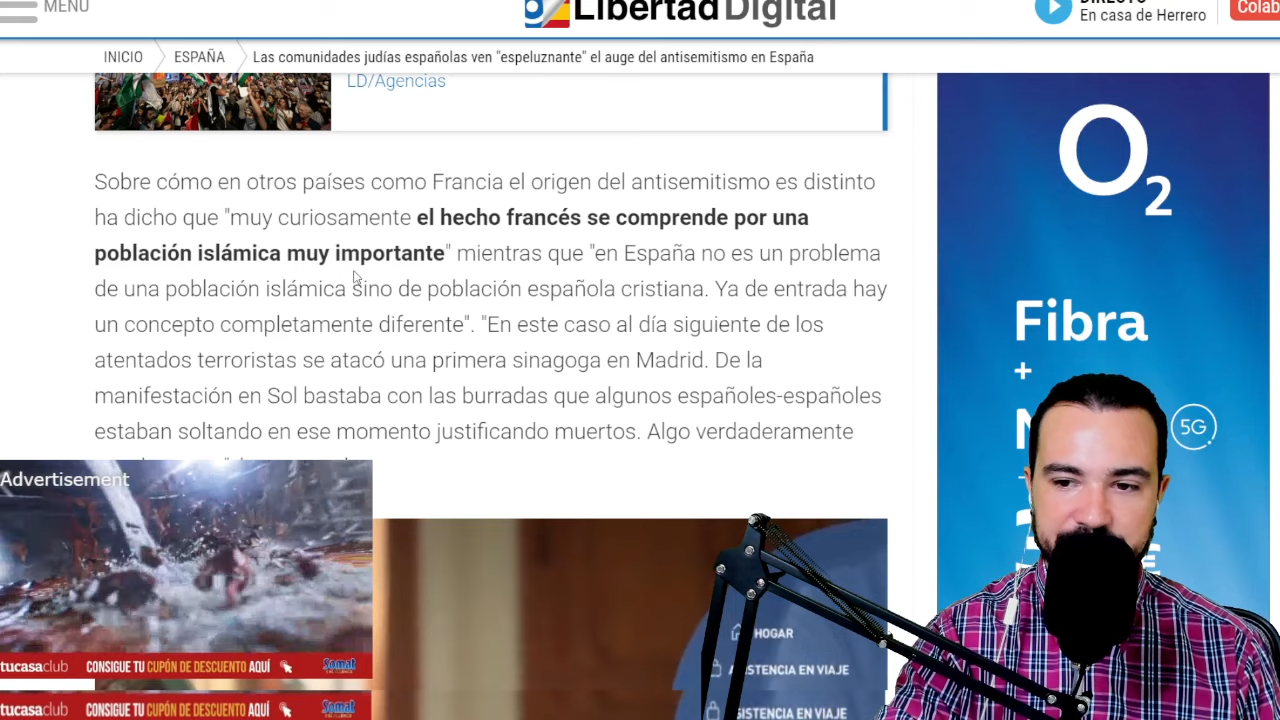 MENÚ
Libertad Digital
DIRECTO
En casa de Herrero
Colab
INICIO
ESPAÑA
Las comunidades judías españolas ven "espeluznante" el auge del antisemitismo en España
LD/Agencias
Sobre cómo en otros países como Francia el origen del antisemitismo es distinto
ha dicho que "muy curiosamente el hecho francés se comprende por una
población islámica muy importante" mientras que "en España no es un problema
de una población islámica sino de población española cristiana. Ya de entrada hay
un concepto completamente diferente". "En este caso al día siguiente de los
atentados terroristas se atacó una primera sinagoga en Madrid. De la
manifestación en Sol bastaba con las burradas que algunos españoles-españoles
estaban soltando en ese momento justificando muertos. Algo verdaderamente
O2
Fibra
+
M
5G
Advertisement
HOGAR
ASISTENCIA EN VIAJE
SISTENCIA EN VIAJE
tucasaclub CONSIGUE TU CUPÓN DE DESCUENTO AQUÍ Somat
tucasaclub CONSIGUE TU CUPÓN DE DESCUENTO AQUÍ Somat